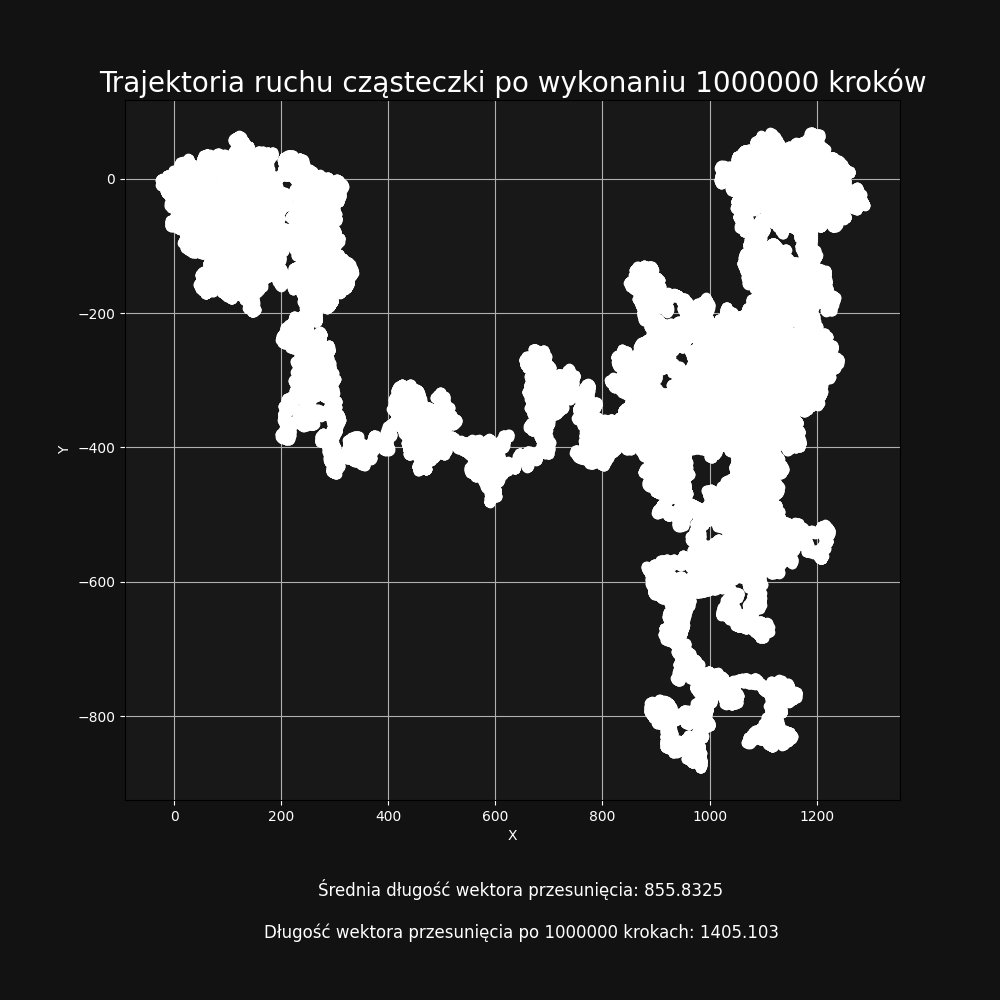 Trajektoria ruchu cząsteczki po wykonaniu 1000000 kroków
0
−200
−400
−600
−800
Y
0 200 400 600 800 1000 1200
X
Średnia długość wektora przesunięcia: 855.8325
Długość wektora przesunięcia po 1000000 krokach: 1405.103